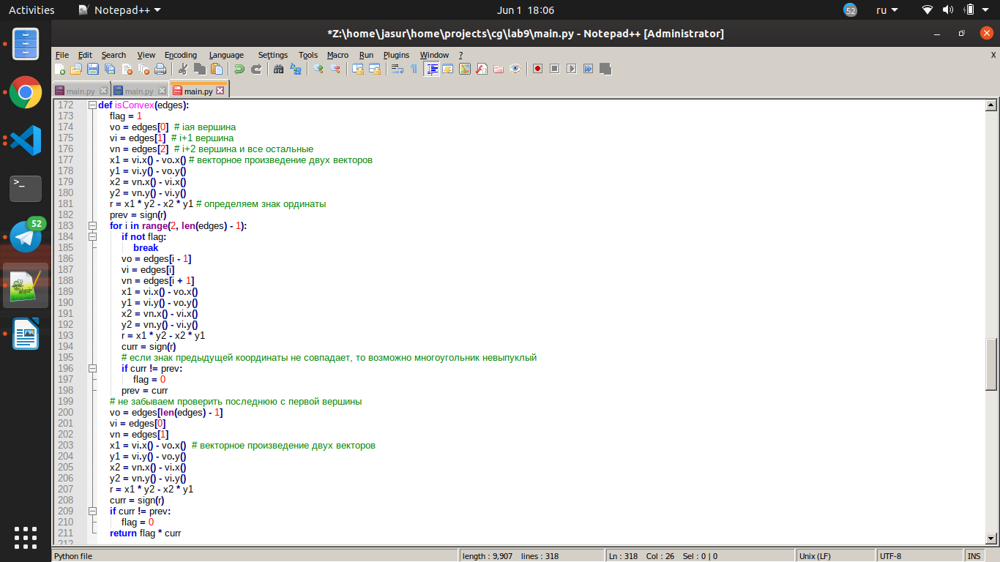 Activities
Notepad++
Jun 1 18:06
52
ru
*Z:\home\jasur\home\projects\cg\lab9\main.py - Notepad++ [Administrator]
File Edit Search View Encoding Language Settings Tools Macro Run Plugins Window ? X
main.py main.py main.py
172 def isConvex(edges):
173 flag = 1
174 vo = edges[0] # iая вершина
175 vi = edges[1] # i+1 вершина
176 vn = edges[2] # i+2 вершина и все остальные
177 x1 = vi.x() - vo.x() # векторное произведение двух векторов
178 y1 = vi.y() - vo.y()
179 x2 = vn.x() - vi.x()
180 y2 = vn.y() - vi.y()
181 r = x1 * y2 - x2 * y1 # определяем знак ординаты
182 prev = sign(r)
183 for i in range(2, len(edges) - 1):
184 if not flag:
185 break
186 vo = edges[i - 1]
187 vi = edges[i]
188 vn = edges[i + 1]
189 x1 = vi.x() - vo.x()
190 y1 = vi.y() - vo.y()
191 x2 = vn.x() - vi.x()
192 y2 = vn.y() - vi.y()
193 r = x1 * y2 - x2 * y1
194 curr = sign(r)
195 # если знак предыдущей координаты не совпадает, то возможно многоугольник невыпуклый
196 if curr != prev:
197 flag = 0
198 prev = curr
199 # не забываем проверить последнюю с первой вершины
200 vo = edges[len(edges) - 1]
201 vi = edges[0]
202 vn = edges[1]
203 x1 = vi.x() - vo.x() # векторное произведение двух векторов
204 y1 = vi.y() - vo.y()
205 x2 = vn.x() - vi.x()
206 y2 = vn.y() - vi.y()
207 r = x1 * y2 - x2 * y1
208 curr = sign(r)
209 if curr != prev:
210 flag = 0
211 return flag * curr
212
52
>_
Python file
length : 9,907 lines : 318
Ln : 318 Col : 26 Sel : 0 | 0
Unix (LF)
UTF-8
INS